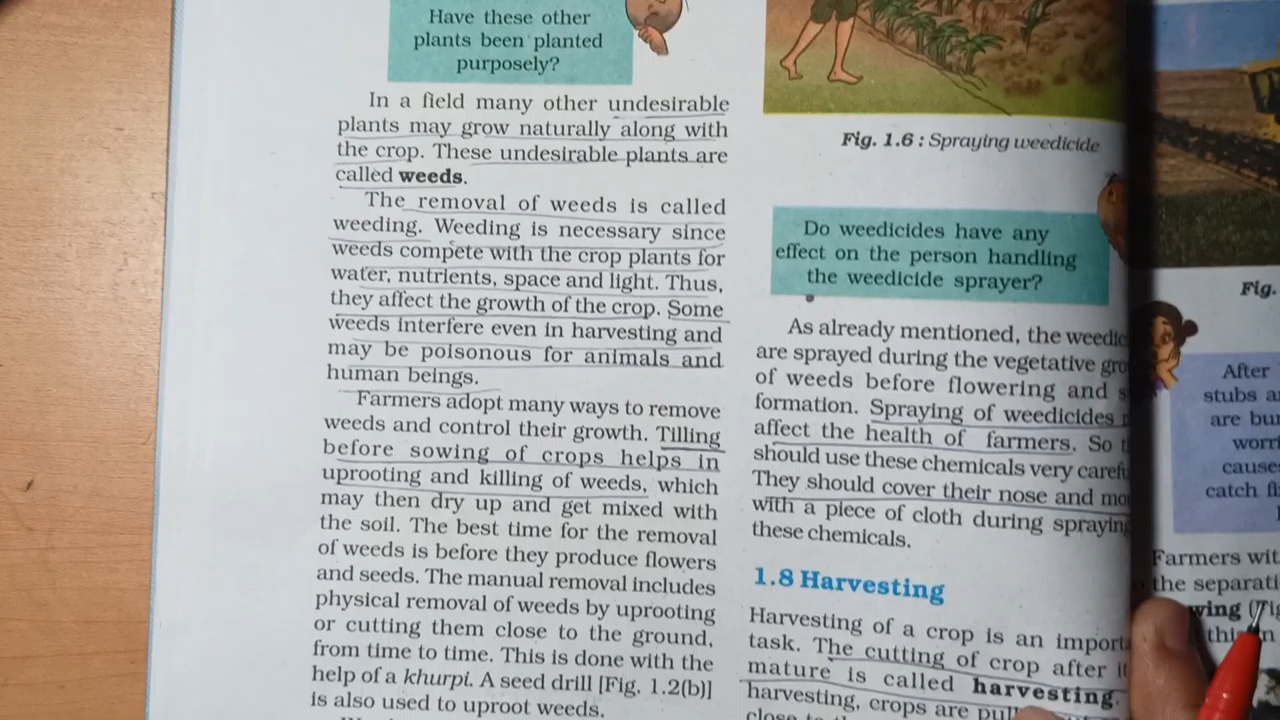 Have these other
plants been planted
purposely?
In a field many other undesirable
plants may grow naturally along with
the crop. These undesirable plants are
called weeds.
The removal of weeds is called
weeding. Weeding is necessary since
weeds compete with the crop plants for
water, nutrients, space and light. Thus,
they affect the growth of the crop. Some
weeds interfere even in harvesting and
may be poisonous for animals and
human beings.
Farmers adopt many ways to remove
weeds and control their growth. Tilling
before sowing of crops helps in
uprooting and killing of weeds, which
may then dry up and get mixed with
the soil. The best time for the removal
of weeds is before they produce flowers
and seeds. The manual removal includes
physical removal of weeds by uprooting
or cutting them close to the ground,
from time to time. This is done with the
help of a khurpi. A seed drill [Fig. 1.2(b)]
is also used to uproot weeds.
Fig. 1.6 : Spraying weedicide
Do weedicides have any
effect on the person handling
the weedicide sprayer?
As already mentioned, the
are sprayed during the vegetative
of weeds before flowering and
formation. Spraying of weedicides
affect the health of farmers. So
should use these chemicals very
They should cover their nose and
with a piece of cloth during spraying
these chemicals.
1.8 Harvesting
Harvesting of a crop is an
task. The cutting of crop after
mature is called harvesting.
harvesting, crops are
close
Fig.
After
stubs
are
catch
Farmers
the